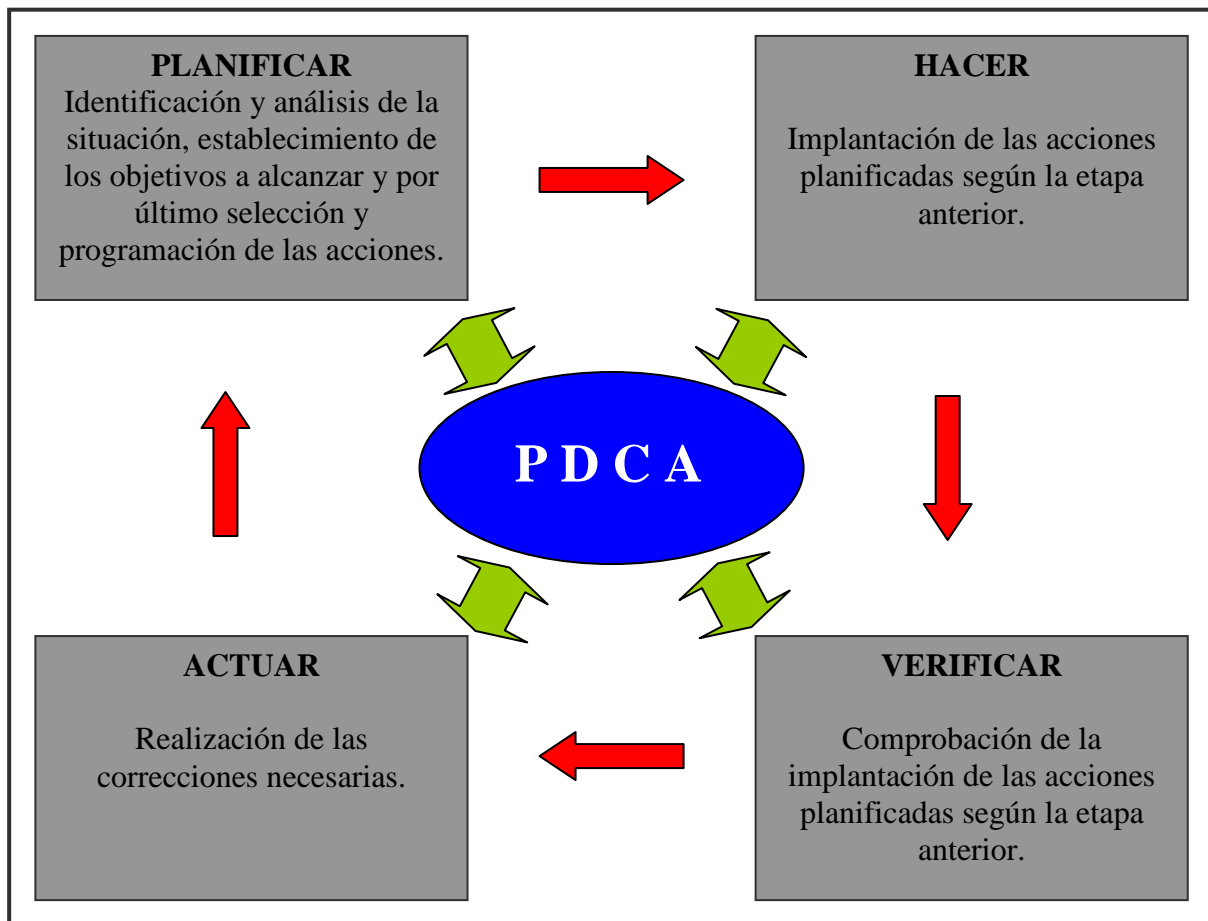 PLANIFICAR
Identificación y análisis de la
situación, establecimiento de
los objetivos a alcanzar y por
último selección y
programación de las acciones.
HACER
Implantación de las acciones
planificadas según la etapa
anterior.
P D C A
ACTUAR
Realización de las
correcciones necesarias.
VERIFICAR
Comprobación de la
implantación de las acciones
planificadas según la etapa
anterior.